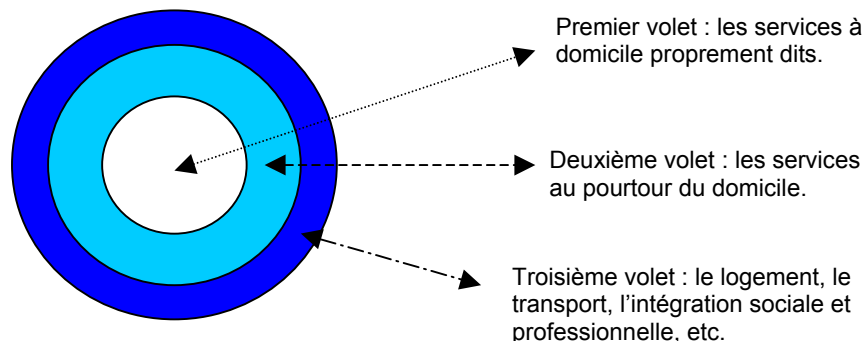 Premier volet : les services à
domicile proprement dits.
Deuxième volet : les services
au pourtour du domicile.
Troisième volet : le logement, le
transport, l’intégration sociale et
professionnelle, etc.